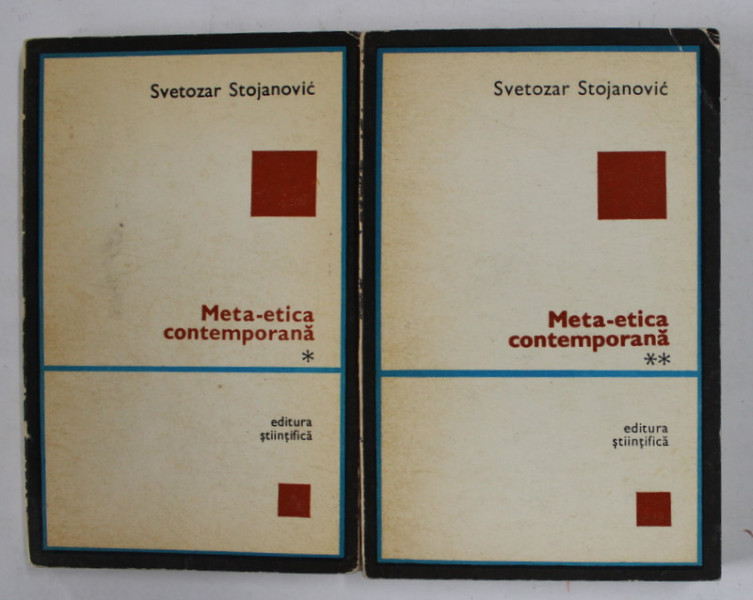 Svetozar Stojanović
Meta-etica
contemporană
*
editura
științifică
Svetozar Stojanović
Meta-etica
contemporană
**
editura
științifică